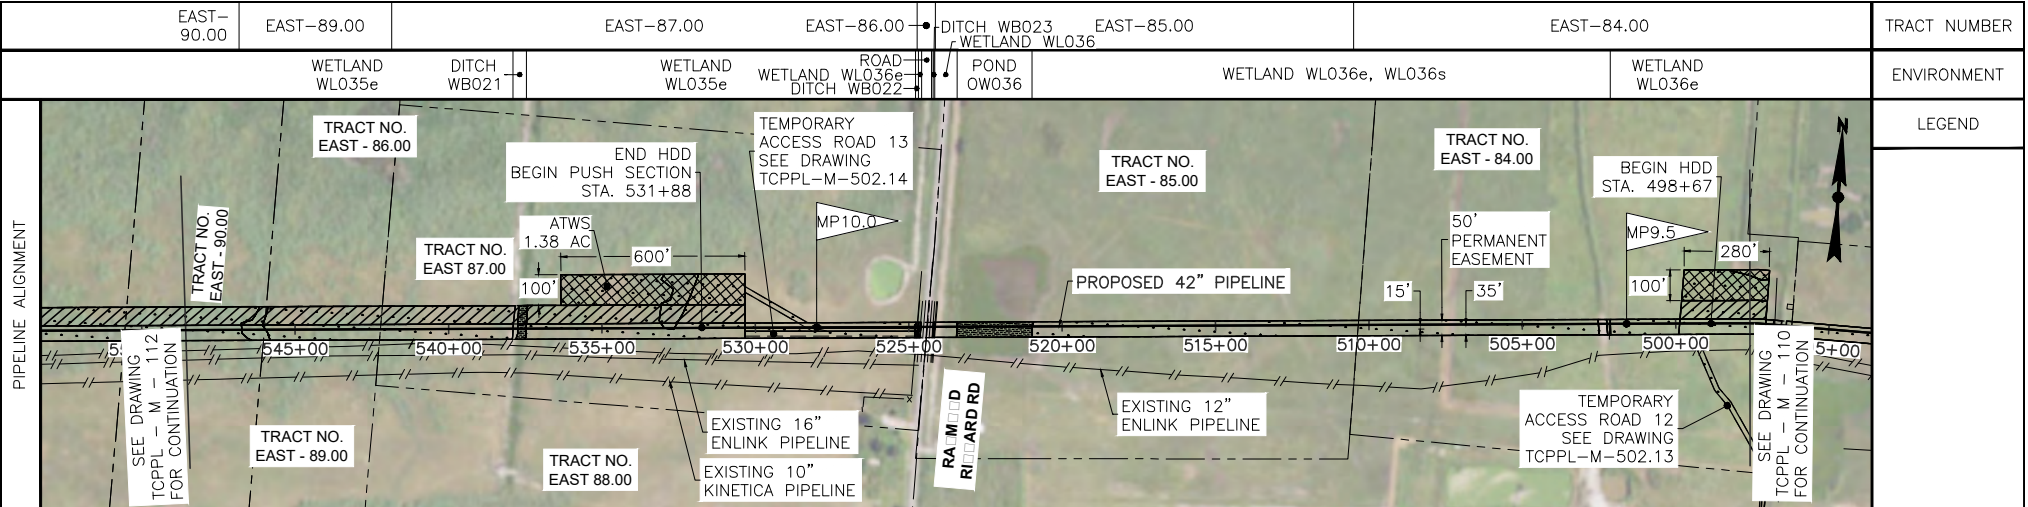 EAST-
90.00
EAST-89.00
EAST-87.00
EAST-86.00
DITCH WB023
EAST-85.00
EAST-84.00
TRACT NUMBER
WETLAND WL036
WETLAND
WL035e
DITCH
WB021
WETLAND
WL035e
ROAD
WETLAND WL036e
DITCH WB022
POND
OW036
WETLAND WL036e, WL036s
WETLAND
WL036e
ENVIRONMENT
LEGEND
PIPELINE ALIGNMENT
TRACT NO.
EAST - 86.00
TRACT NO.
EAST - 90.00
END HDD
BEGIN PUSH SECTION
STA. 531+88
TEMPORARY
ACCESS ROAD 13
SEE DRAWING
TCPPL-M-502.14
TRACT NO.
EAST - 85.00
TRACT NO.
EAST - 84.00
BEGIN HDD
STA. 498+67
N
ATWS
1.38 AC
TRACT NO.
EAST 87.00
600'
100'
MP10.0
50'
PERMANENT
EASEMENT
MP9.5
280'
100'
PROPOSED 42" PIPELINE
15'
35'
545+00
540+00
535+00
530+00
525+00
520+00
515+00
510+00
505+00
500+00
5+00
SEE DRAWING
TCPPL - M - 112
FOR CONTINUATION
TRACT NO.
EAST - 89.00
TRACT NO.
EAST 88.00
EXISTING 16"
ENLINK PIPELINE
EXISTING 10"
KINETICA PIPELINE
EXISTING 12"
ENLINK PIPELINE
TEMPORARY
ACCESS ROAD 12
SEE DRAWING
TCPPL-M-502.13
SEE DRAWING
TCPPL - M - 110
FOR CONTINUATION
RD